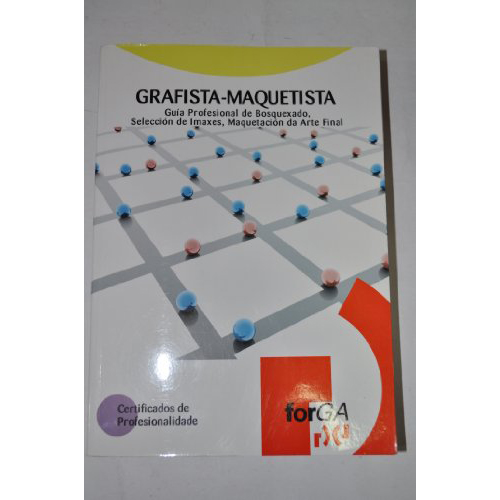 GRAFISTA-MAQUETISTA
Guía Profesional de Bosquexado,
Selección de Imaxes, Maquetación da Arte Final
Certificados de
Profesionalidade
forGA